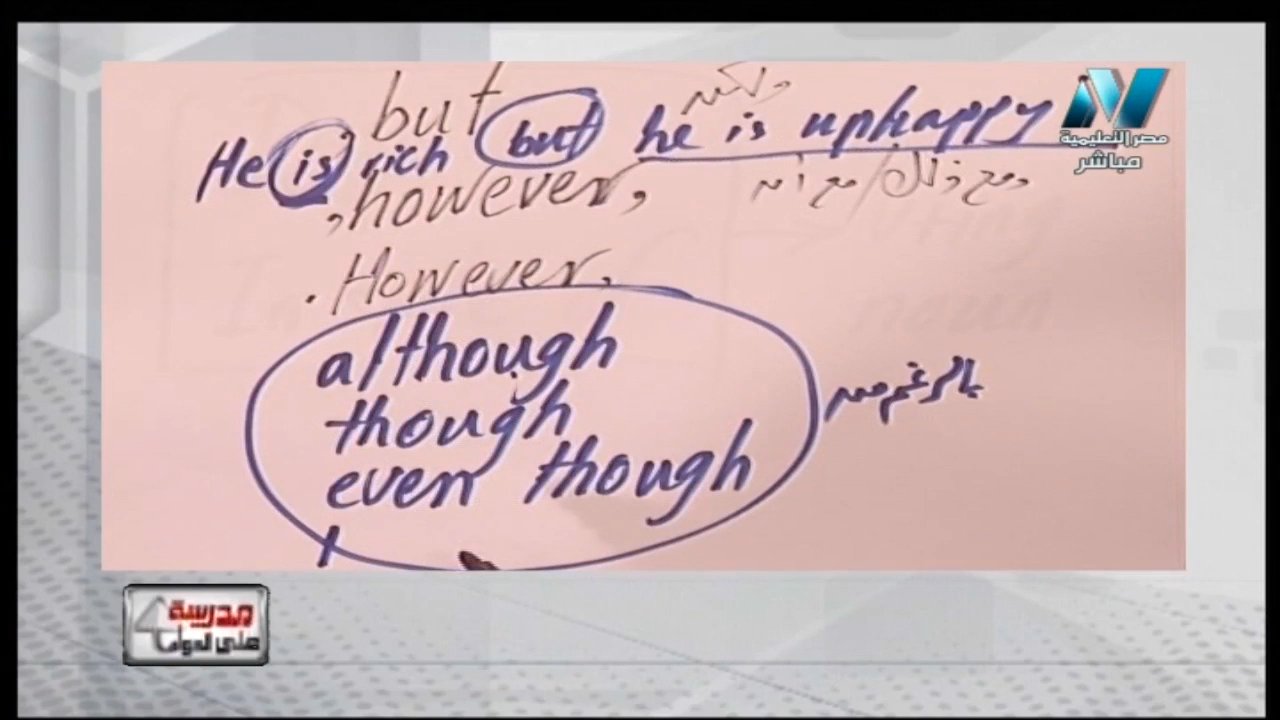 but ولكن
He is rich but he is unhappy
, however, ومع ذلك / مع أنه
. However,
although
though
even though
بالرغم من
مصر التعليمية
مباشر
مدرسة
على الهواء